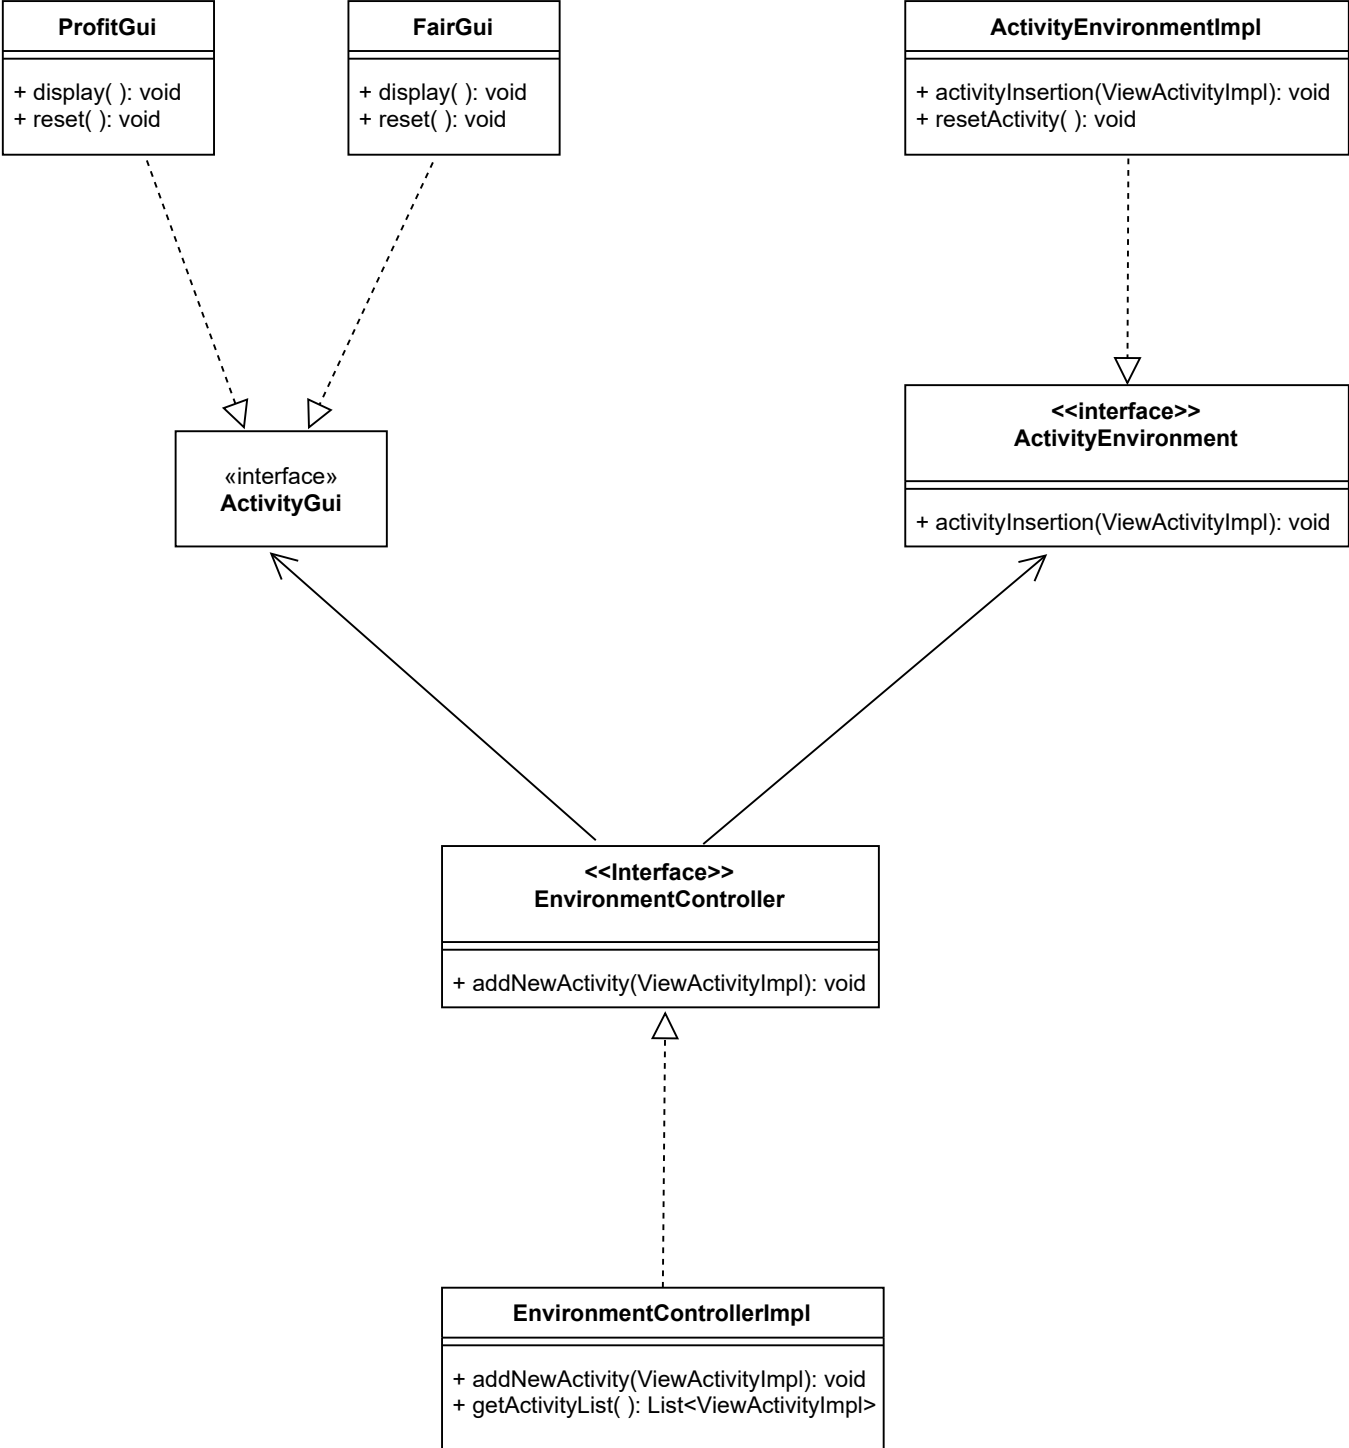 ProfitGui
+ display( ): void
+ reset( ): void
FairGui
+ display( ): void
+ reset( ): void
ActivityEnvironmentImpl
+ activityInsertion(ViewActivityImpl): void
+ resetActivity( ): void
«interface»
ActivityGui
<<interface>>
ActivityEnvironment
+ activityInsertion(ViewActivityImpl): void
<<Interface>>
EnvironmentController
+ addNewActivity(ViewActivityImpl): void
EnvironmentControllerImpl
+ addNewActivity(ViewActivityImpl): void
+ getActivityList( ): List<ViewActivityImpl>